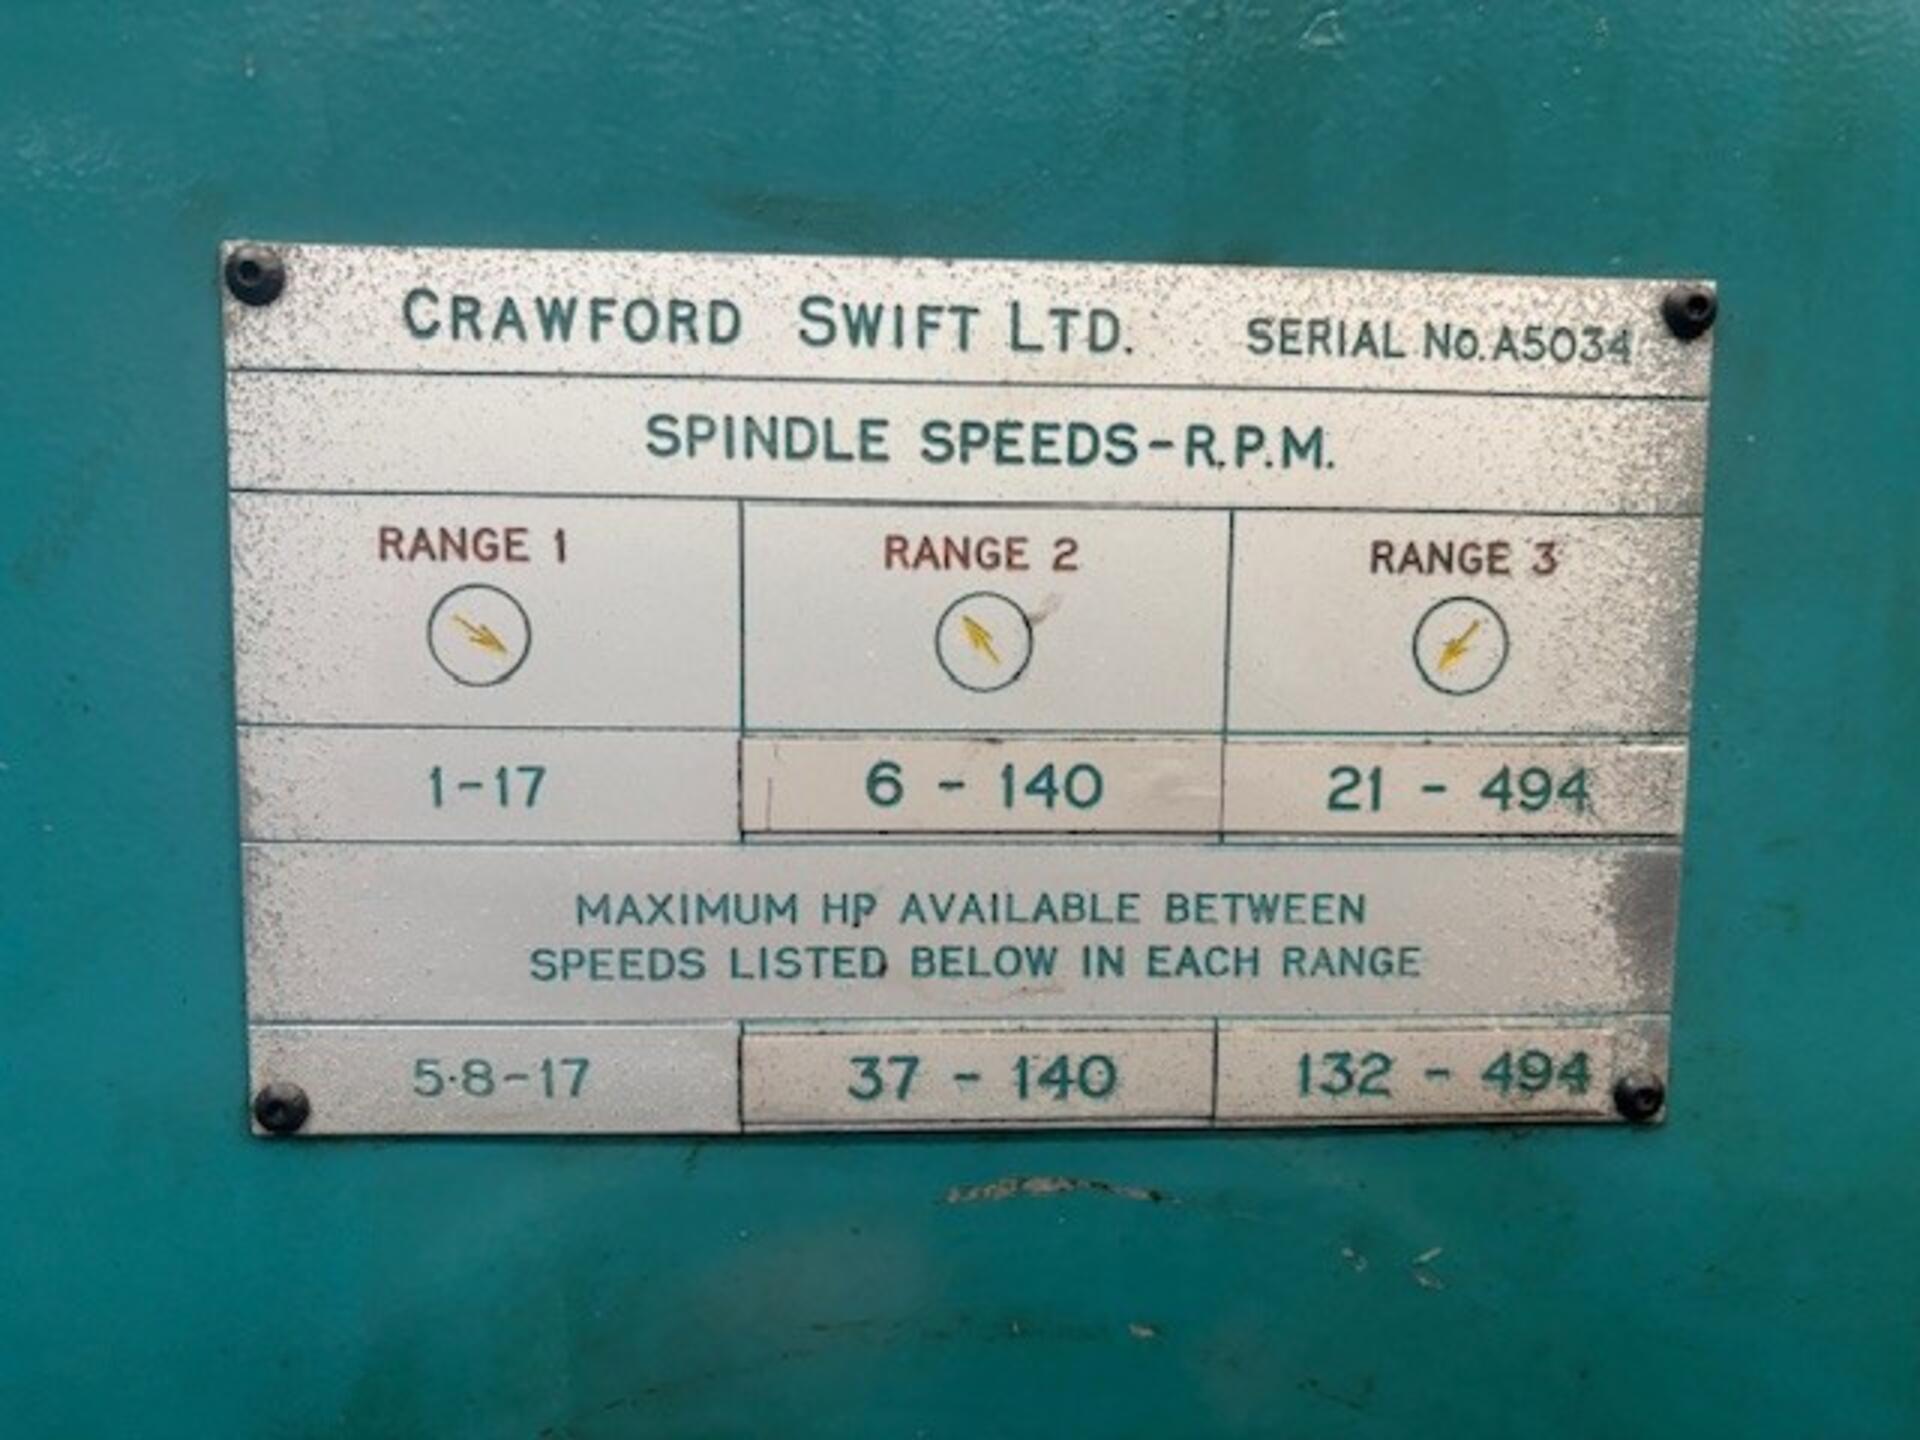 CRAWFORD SWIFT LTD. SERIAL No. A5034
SPINDLE SPEEDS-R.P.M.
RANGE 1 RANGE 2 RANGE 3
1-17 6 - 140 21 - 494
MAXIMUM HP AVAILABLE BETWEEN
SPEEDS LISTED BELOW IN EACH RANGE
5·8-17 37 - 140 132 - 494